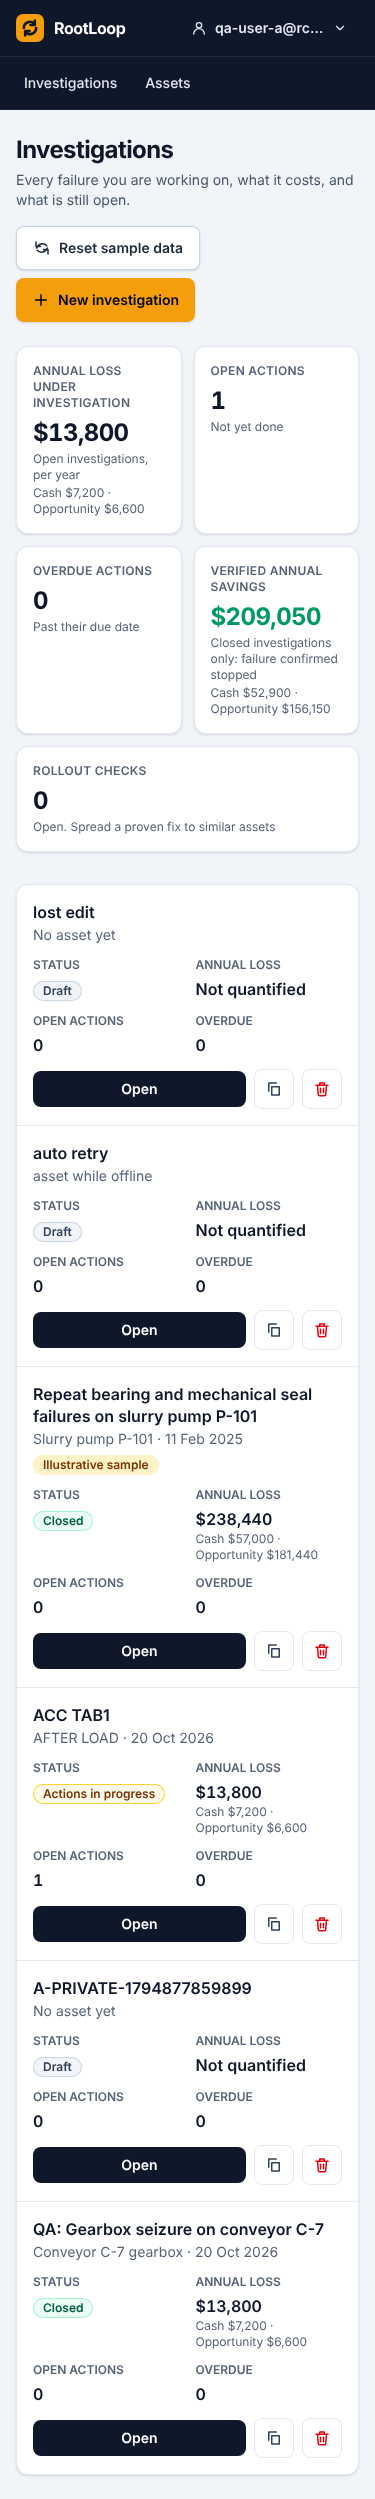 RootLoop
qa-user-a@rc...
Investigations Assets
Investigations
Every failure you are working on, what it costs, and
what is still open.
Reset sample data
New investigation
ANNUAL LOSS
UNDER
INVESTIGATION
$13,800
Open investigations,
per year
Cash $7,200 ·
Opportunity $6,600
OPEN ACTIONS
1
Not yet done
OVERDUE ACTIONS
0
Past their due date
VERIFIED ANNUAL
SAVINGS
$209,050
Closed investigations
only: failure confirmed
stopped
Cash $52,900 ·
Opportunity $156,150
ROLLOUT CHECKS
0
Open. Spread a proven fix to similar assets
lost edit
No asset yet
STATUS ANNUAL LOSS
Draft Not quantified
OPEN ACTIONS OVERDUE
0 0
Open
auto retry
asset while offline
STATUS ANNUAL LOSS
Draft Not quantified
OPEN ACTIONS OVERDUE
0 0
Open
Repeat bearing and mechanical seal
failures on slurry pump P-101
Slurry pump P-101 · 11 Feb 2025
Illustrative sample
STATUS ANNUAL LOSS
Closed $238,440
Cash $57,000 ·
Opportunity $181,440
OPEN ACTIONS OVERDUE
0 0
Open
ACC TAB1
AFTER LOAD · 20 Oct 2026
STATUS ANNUAL LOSS
Actions in progress $13,800
Cash $7,200 ·
Opportunity $6,600
OPEN ACTIONS OVERDUE
1 0
Open
A-PRIVATE-1794877859899
No asset yet
STATUS ANNUAL LOSS
Draft Not quantified
OPEN ACTIONS OVERDUE
0 0
Open
QA: Gearbox seizure on conveyor C-7
Conveyor C-7 gearbox · 20 Oct 2026
STATUS ANNUAL LOSS
Closed $13,800
Cash $7,200 ·
Opportunity $6,600
OPEN ACTIONS OVERDUE
0 0
Open